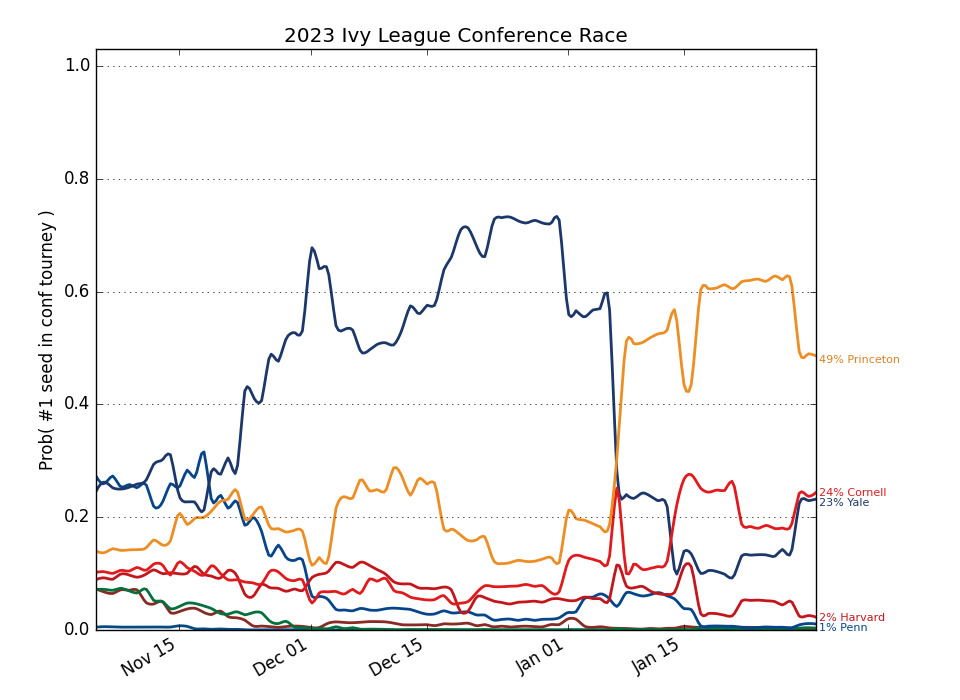 2023 Ivy League Conference Race
Prob( #1 seed in conf tourney )
1.0
0.8
0.6
0.4
0.2
0.0
Nov 15
Dec 01
Dec 15
Jan 01
Jan 15
49% Princeton
24% Cornell
23% Yale
2% Harvard
1% Penn